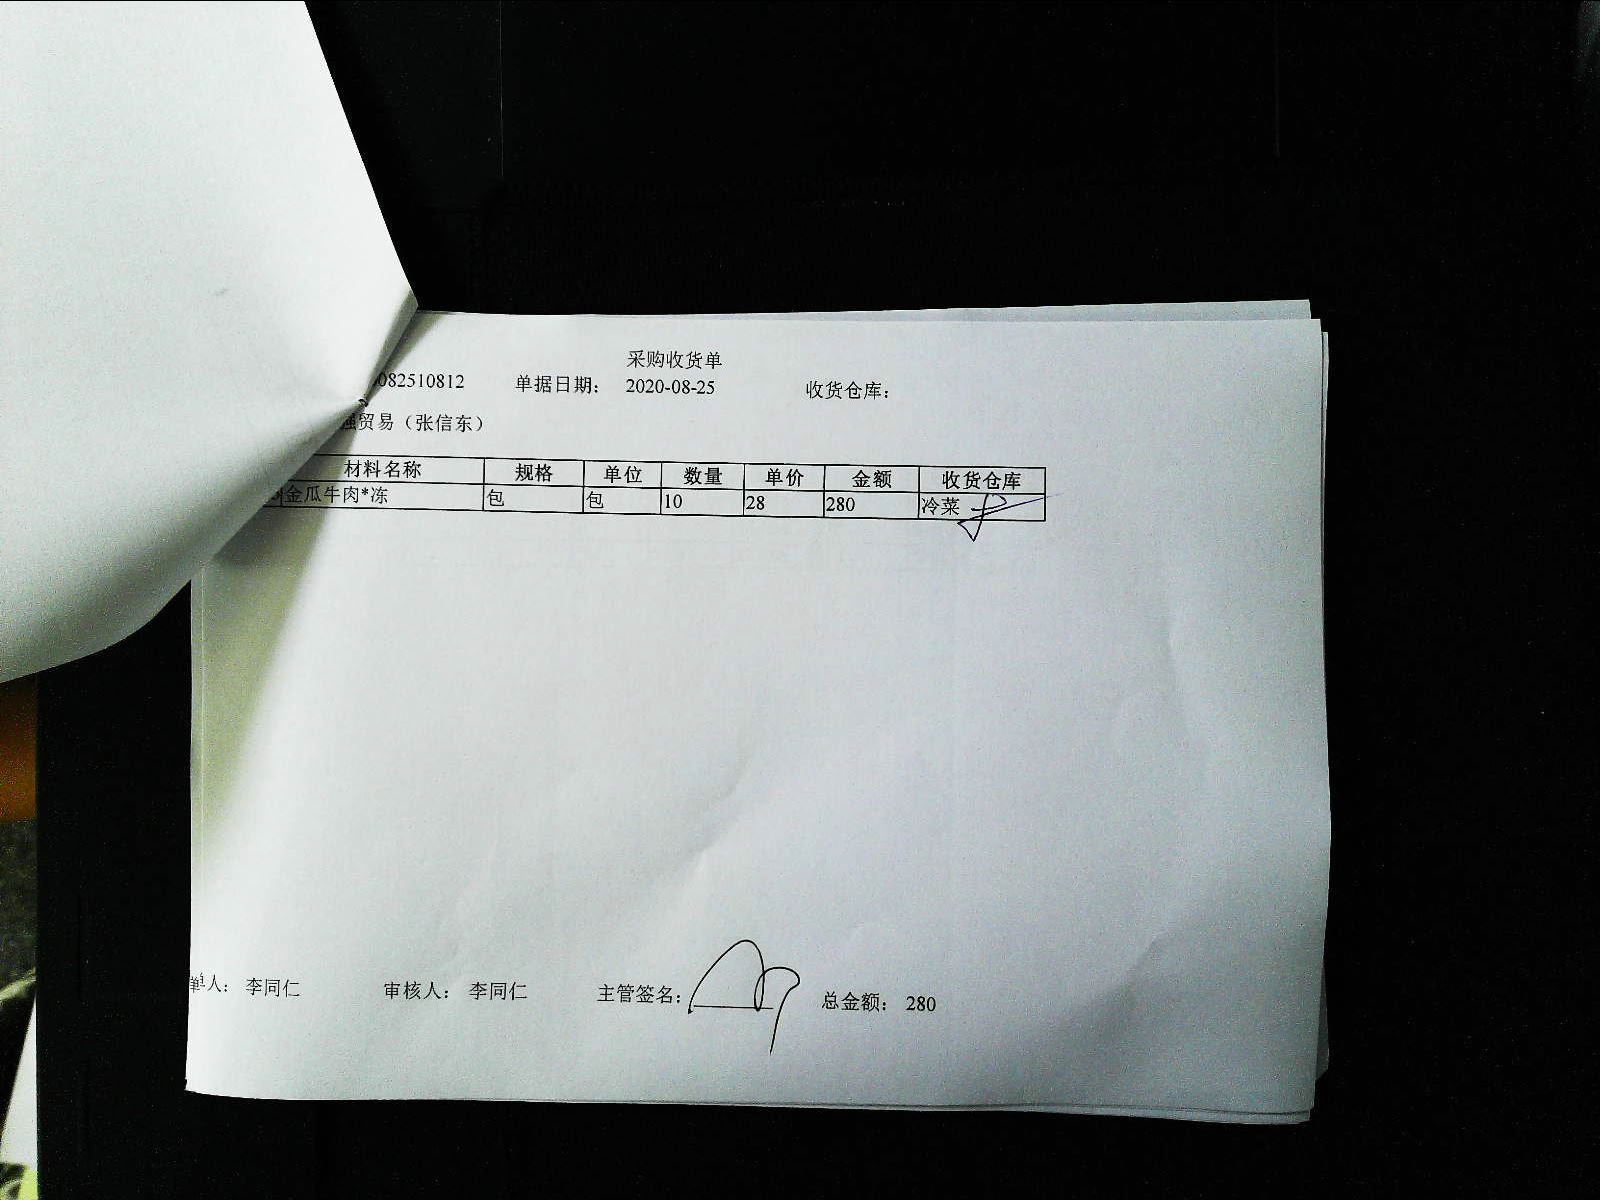 采购收货单
082510812 单据日期： 2020-08-25 收货仓库：
强贸易（张信东）
材料名称 规格 单位 数量 单价 金额 收货仓库
金瓜牛肉*冻 包 包 10 28 280 冷菜
单人： 李同仁 审核人： 李同仁 主管签名： 总金额： 280